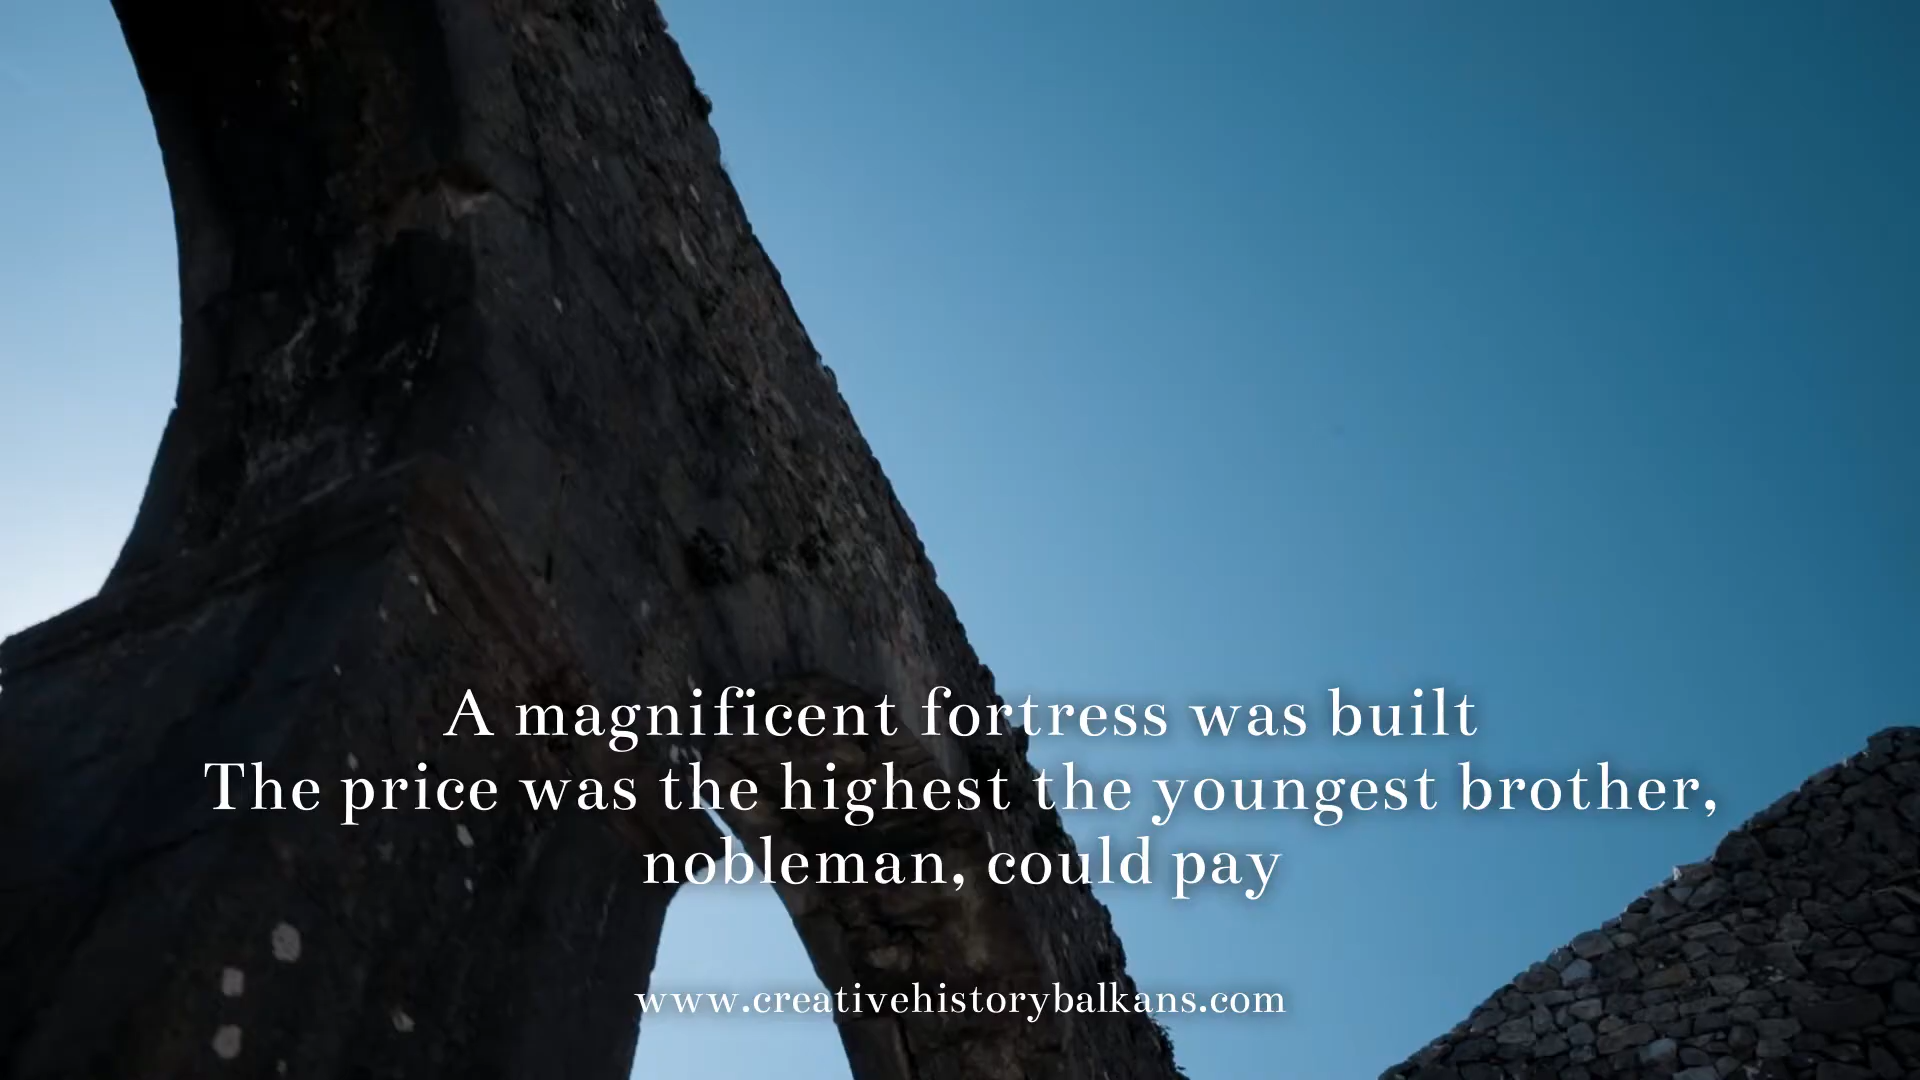 A magnificent fortress was built
The price was the highest the youngest brother,
nobleman, could pay
www.creativehistorybalkans.com